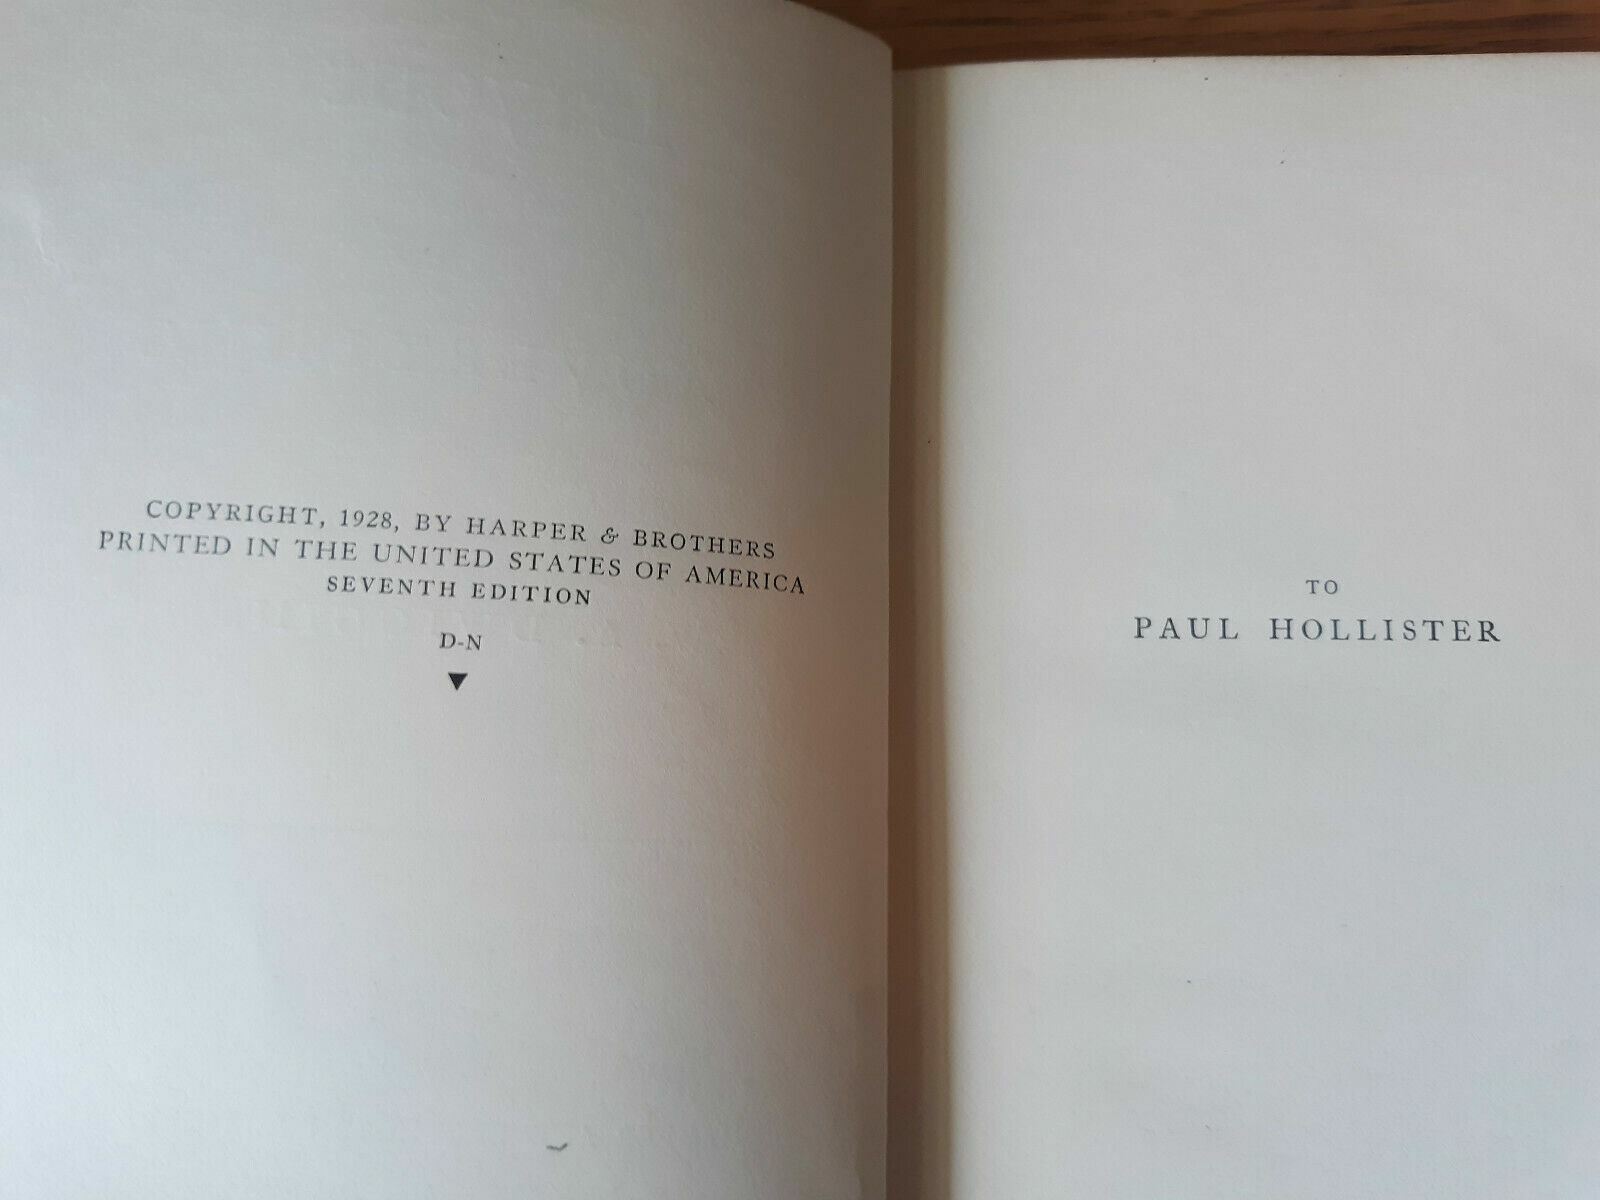 COPYRIGHT, 1928, BY HARPER & BROTHERS
PRINTED IN THE UNITED STATES OF AMERICA
SEVENTH EDITION
D-N
TO
PAUL HOLLISTER